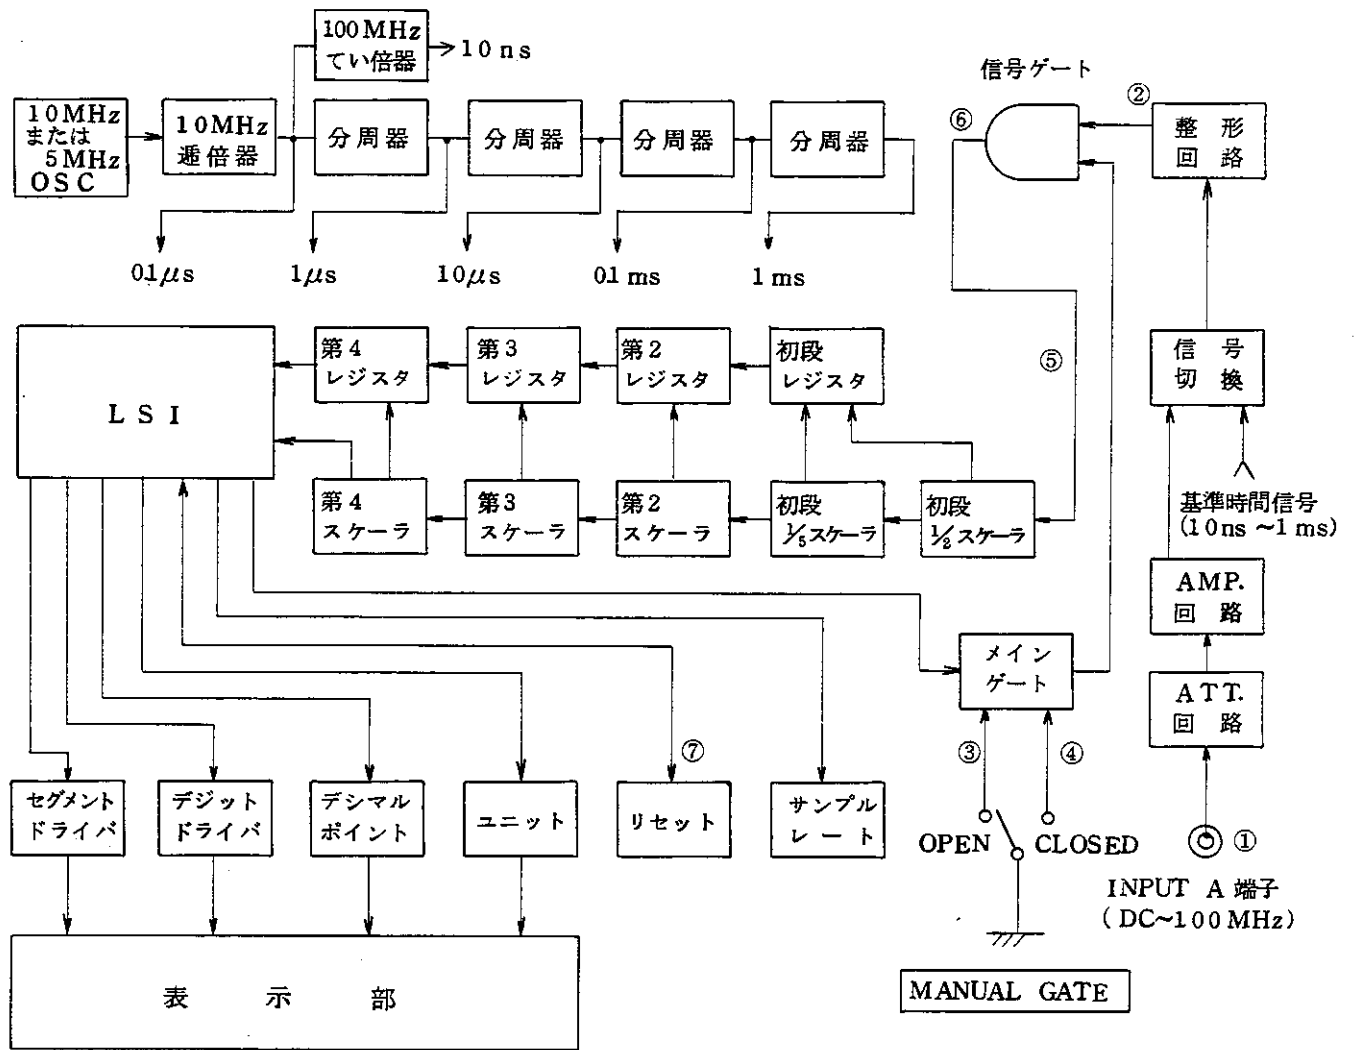 100MHz
てい倍器
10ns
10MHz
または
5MHz
OSC
10MHz
逓倍器
分周器
分周器
分周器
分周器
0.1μs
1μs
10μs
0.1ms
1ms
信号ゲート
⑥
②
整形
回路
LSI
第4
レジスタ
第3
レジスタ
第2
レジスタ
初段
レジスタ
⑤
信号
切換
第4
スケーラ
第3
スケーラ
第2
スケーラ
初段
1/5スケーラ
初段
1/2スケーラ
基準時間信号
(10ns~1ms)
AMP.
回路
メイン
ゲート
ATT.
回路
③
④
⑦
セグメント
ドライバ
デジット
ドライバ
デシマル
ポイント
ユニット
リセット
サンプル
レート
OPEN
CLOSED
①
INPUT A 端子
(DC~100MHz)
表示部
MANUAL GATE